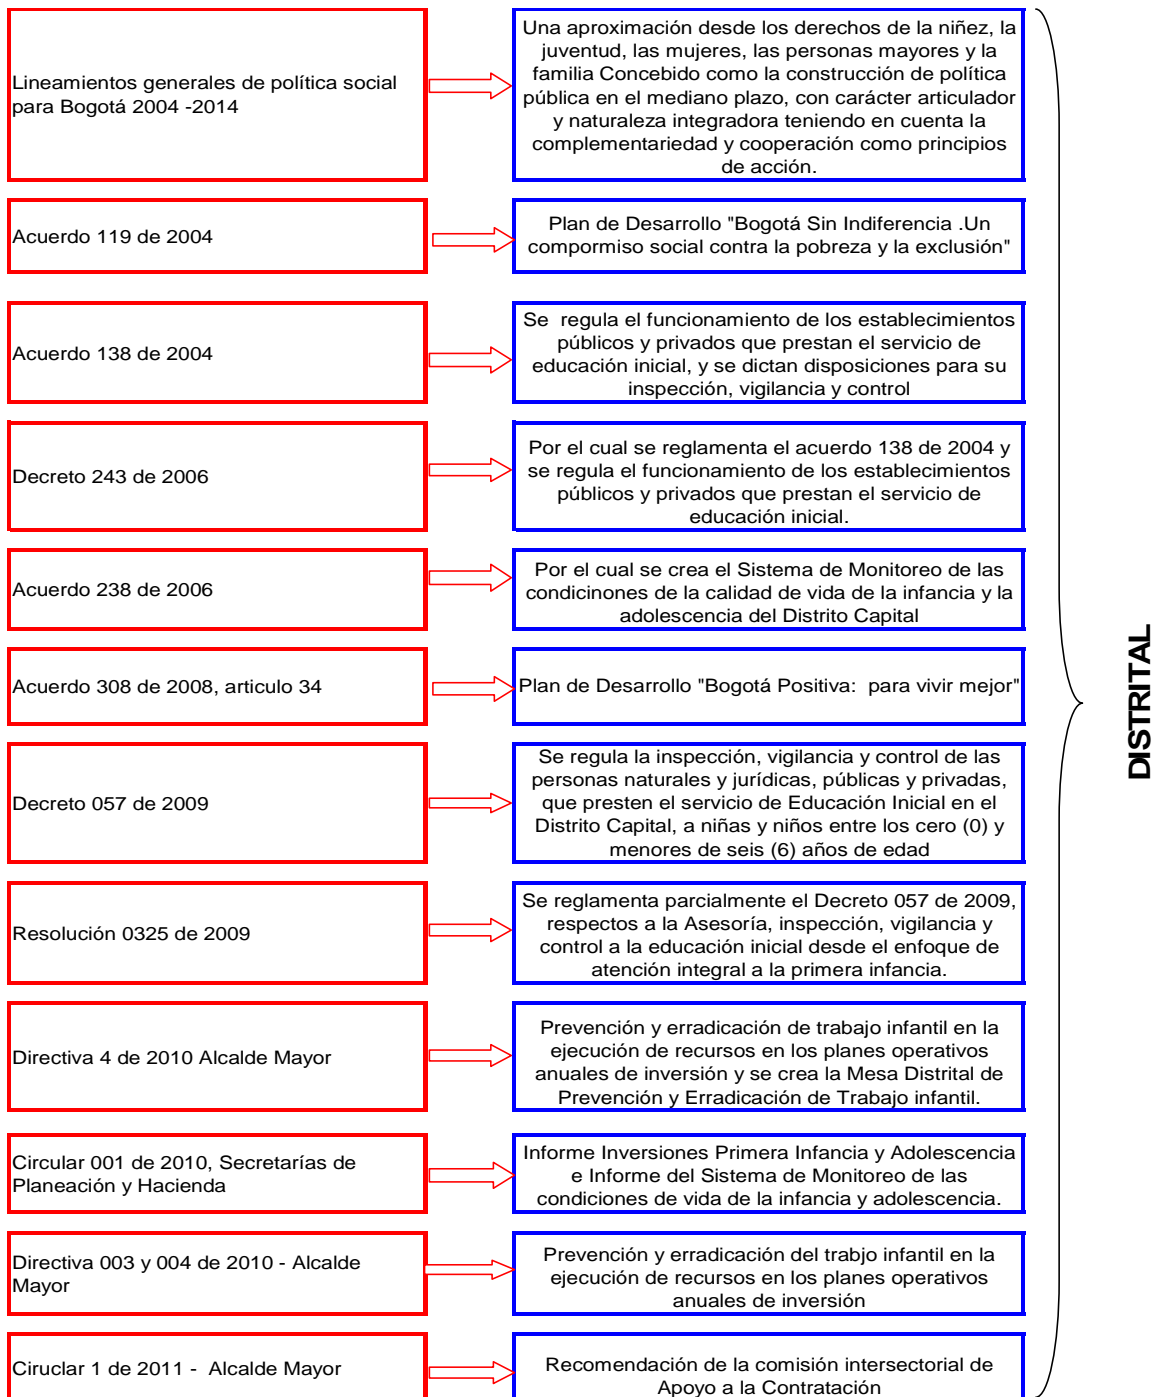 Lineamientos generales de política social
para Bogotá 2004 -2014
Una aproximación desde los derechos de la niñez, la
juventud, las mujeres, las personas mayores y la
familia Concebido como la construcción de política
pública en el mediano plazo, con carácter articulador
y naturaleza integradora teniendo en cuenta la
complementariedad y cooperación como principios
de acción.
Acuerdo 119 de 2004
Plan de Desarrollo "Bogotá Sin Indiferencia .Un
compormiso social contra la pobreza y la exclusión"
Acuerdo 138 de 2004
Se  regula el funcionamiento de los establecimientos
públicos y privados que prestan el servicio de
educación inicial, y se dictan disposiciones para su
inspección, vigilancia y control
Decreto 243 de 2006
Por el cual se reglamenta el acuerdo 138 de 2004 y
se regula el funcionamiento de los establecimientos
públicos y privados que prestan el servicio de
educación inicial.
Acuerdo 238 de 2006
Por el cual se crea el Sistema de Monitoreo de las
condicinones de la calidad de vida de la infancia y la
adolescencia del Distrito Capital
Acuerdo 308 de 2008, articulo 34
Plan de Desarrollo "Bogotá Positiva:  para vivir mejor"
Decreto 057 de 2009
Se regula la inspección, vigilancia y control de las
personas naturales y jurídicas, públicas y privadas,
que presten el servicio de Educación Inicial en el
Distrito Capital, a niñas y niños entre los cero (0) y
menores de seis (6) años de edad
Resolución 0325 de 2009
Se reglamenta parcialmente el Decreto 057 de 2009,
respectos a la Asesoría, inspección, vigilancia y
control a la educación inicial desde el enfoque de
atención integral a la primera infancia.
Directiva 4 de 2010 Alcalde Mayor
Prevención y erradicación de trabajo infantil en la
ejecución de recursos en los planes operativos
anuales de inversión y se crea la Mesa Distrital de
Prevención y Erradicación de Trabajo infantil.
Circular 001 de 2010, Secretarías de
Planeación y Hacienda
Informe Inversiones Primera Infancia y Adolescencia
e Informe del Sistema de Monitoreo de las
condiciones de vida de la infancia y adolescencia.
Directiva 003 y 004 de 2010 - Alcalde
Mayor
Prevención y erradicación del trabjo infantil en la
ejecución de recursos en los planes operativos
anuales de inversión
Ciruclar 1 de 2011 -  Alcalde Mayor
Recomendación de la comisión intersectorial de
Apoyo a la Contratación
DISTRITAL